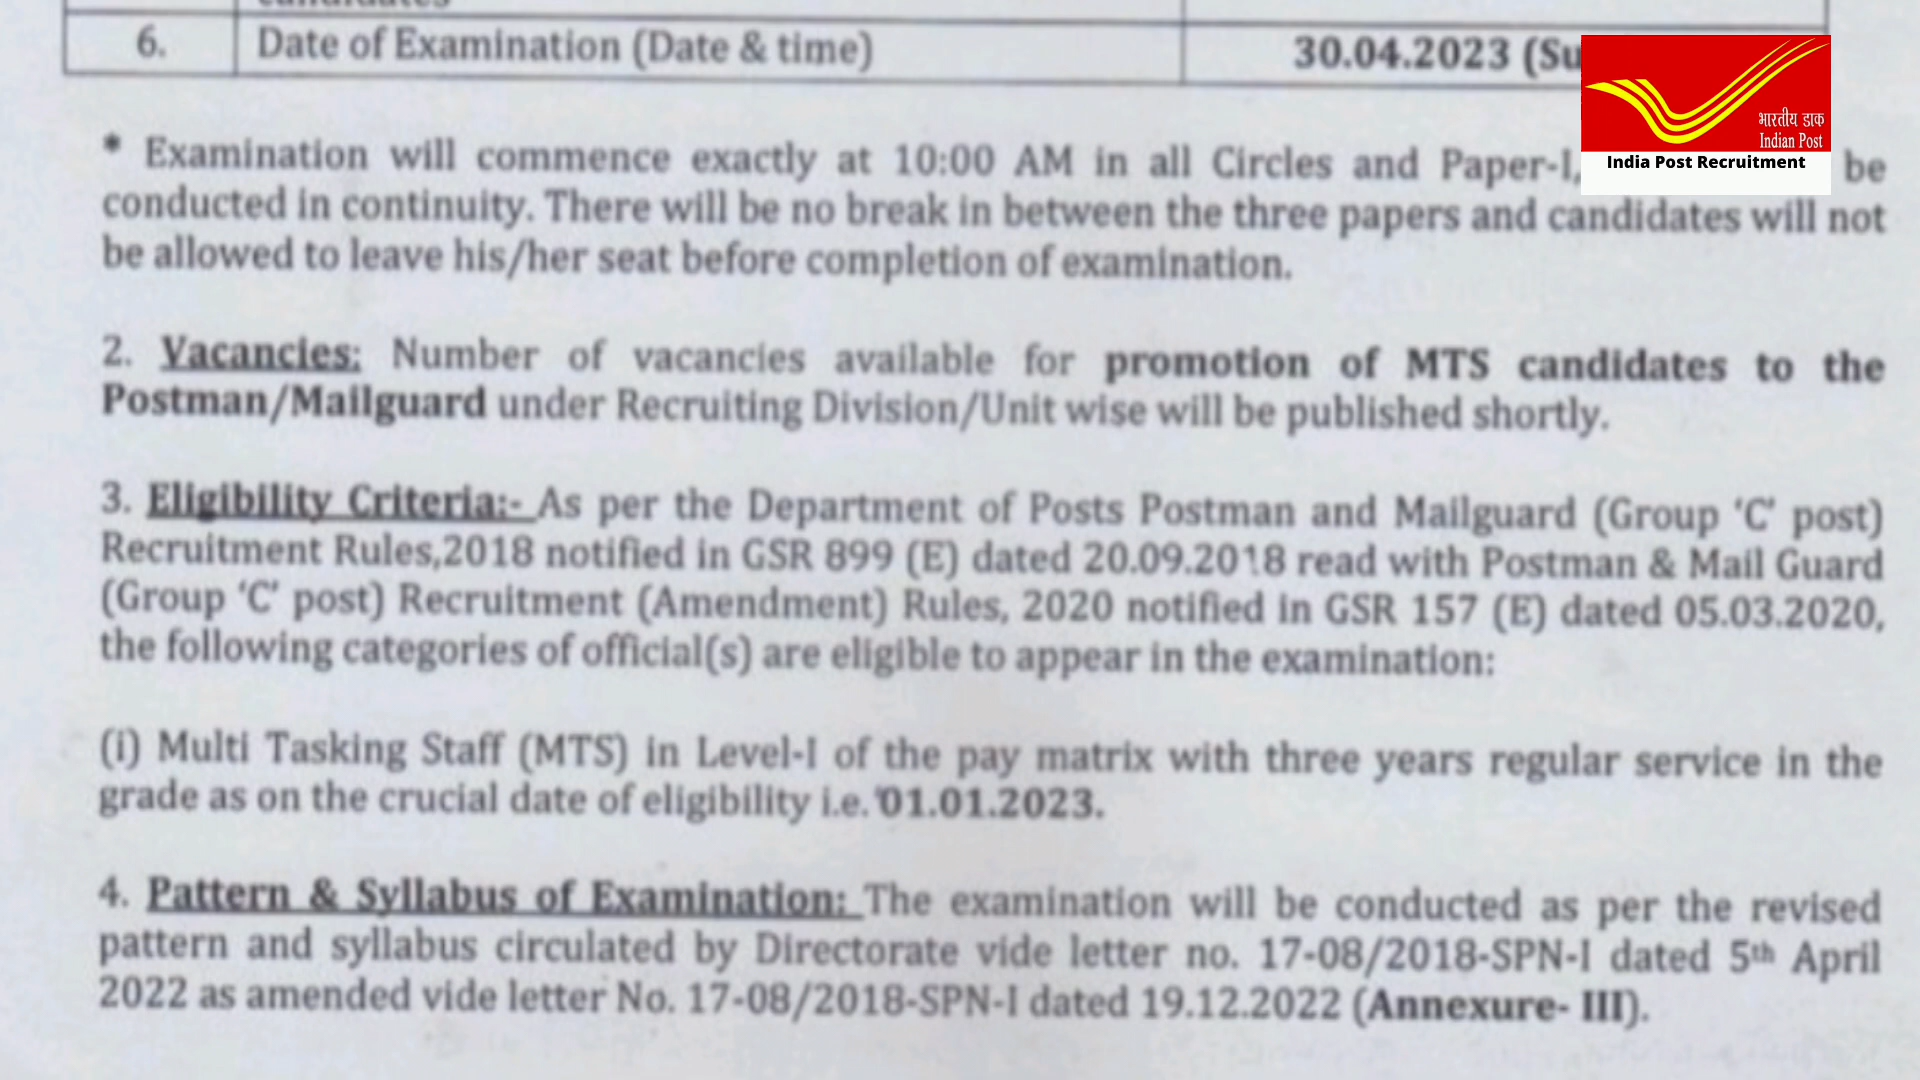 6. Date of Examination (Date & time) 30.04.2023 (Su
भारतीय डाक
Indian Post
India Post Recruitment
* Examination will commence exactly at 10:00 AM in all Circles and Paper-I, be
conducted in continuity. There will be no break in between the three papers and candidates will not
be allowed to leave his/her seat before completion of examination.
2. Vacancies: Number of vacancies available for promotion of MTS candidates to the
Postman/Mailguard under Recruiting Division/Unit wise will be published shortly.
3. Eligibility Criteria:- As per the Department of Posts Postman and Mailguard (Group 'C' post)
Recruitment Rules,2018 notified in GSR 899 (E) dated 20.09.2018 read with Postman & Mail Guard
(Group 'C' post) Recruitment (Amendment) Rules, 2020 notified in GSR 157 (E) dated 05.03.2020,
the following categories of official(s) are eligible to appear in the examination:
(i) Multi Tasking Staff (MTS) in Level-I of the pay matrix with three years regular service in the
grade as on the crucial date of eligibility i.e. 01.01.2023.
4. Pattern & Syllabus of Examination: The examination will be conducted as per the revised
pattern and syllabus circulated by Directorate vide letter no. 17-08/2018-SPN-I dated 5th April
2022 as amended vide letter No. 17-08/2018-SPN-I dated 19.12.2022 (Annexure- III).